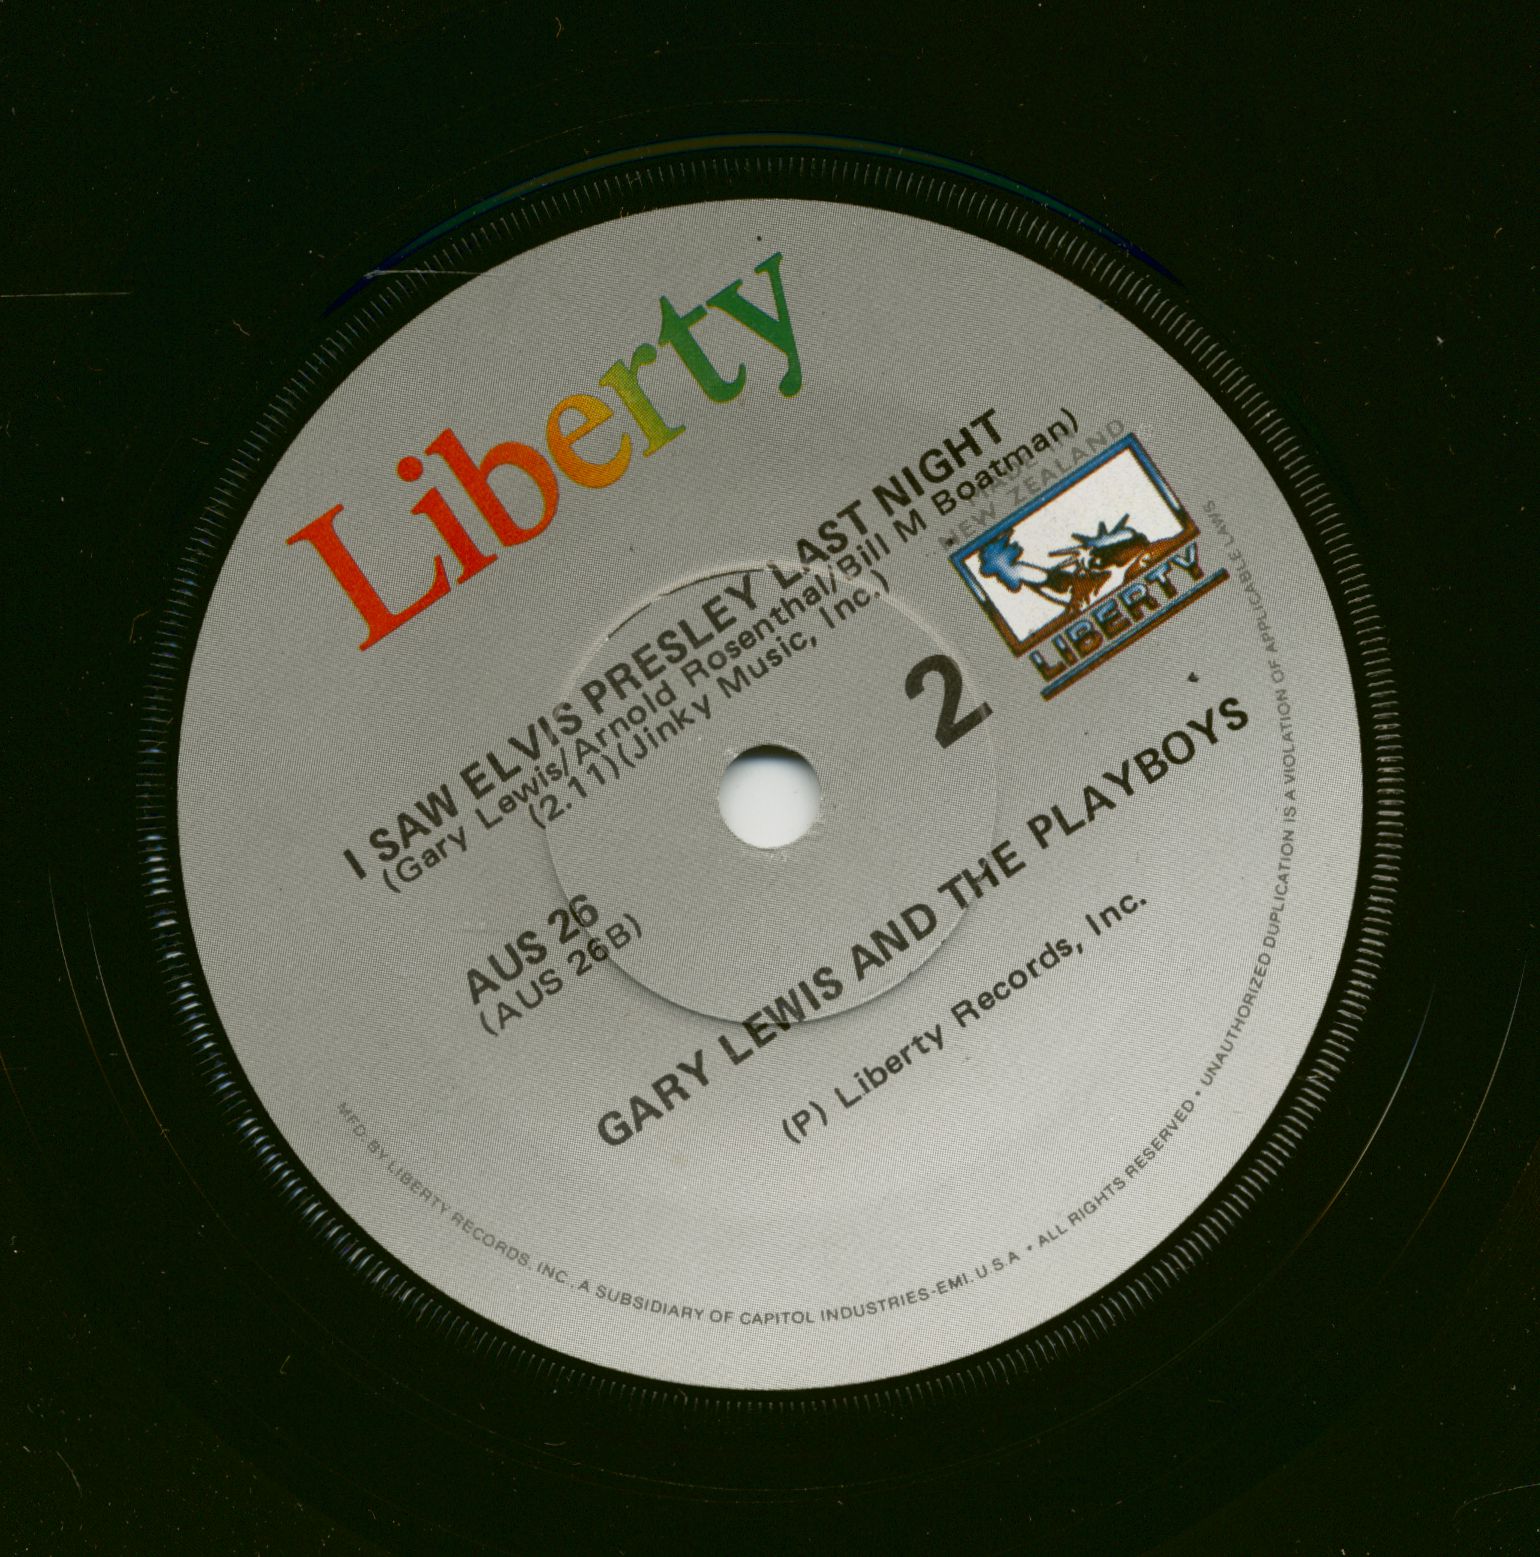 Liberty
I SAW ELVIS PRESLEY LAST NIGHT
(Gary Lewis/Arnold Rosenthal/Bill M Boatman)
(2.11)(Jinky Music, Inc.)
MADE IN
NEW ZEALAND
LIBERTY
2
AUS 26
(AUS 26B)
GARY LEWIS AND THE PLAYBOYS
(P) Liberty Records, Inc.
MFD. BY LIBERTY RECORDS, INC., A SUBSIDIARY OF CAPITOL INDUSTRIES-EMI. U.S.A • ALL RIGHTS RESERVED • UNAUTHORIZED DUPLICATION IS A VIOLATION OF APPLICABLE LAWS